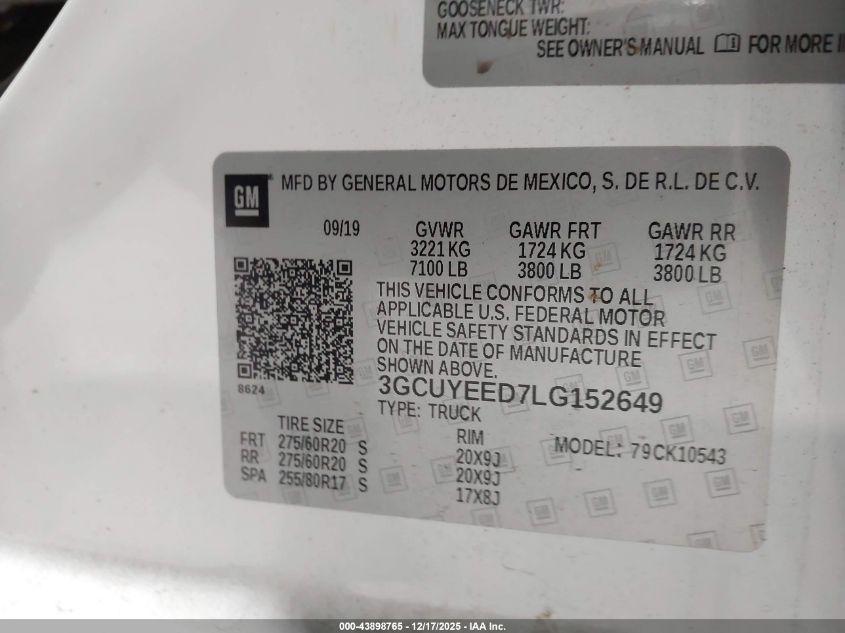 GOOSENECK TWR:
MAX TONGUE WEIGHT:
SEE OWNER'S MANUAL FOR MORE
GM MFD BY GENERAL MOTORS DE MEXICO, S. DE R.L. DE C.V.
09/19 GVWR GAWR FRT GAWR RR
3221 KG 1724 KG 1724 KG
7100 LB 3800 LB 3800 LB
THIS VEHICLE CONFORMS TO ALL
APPLICABLE U.S. FEDERAL MOTOR
VEHICLE SAFETY STANDARDS IN EFFECT
ON THE DATE OF MANUFACTURE
SHOWN ABOVE.
8624
3GCUYEED7LG152649
TYPE: TRUCK
TIRE SIZE RIM MODEL: 79CK10543
FRT 275/60R20 S 20X9J
RR 275/60R20 S 20X9J
SPA 255/80R17 S 17X8J
000-43898765 - 12/17/2025 - IAA Inc.